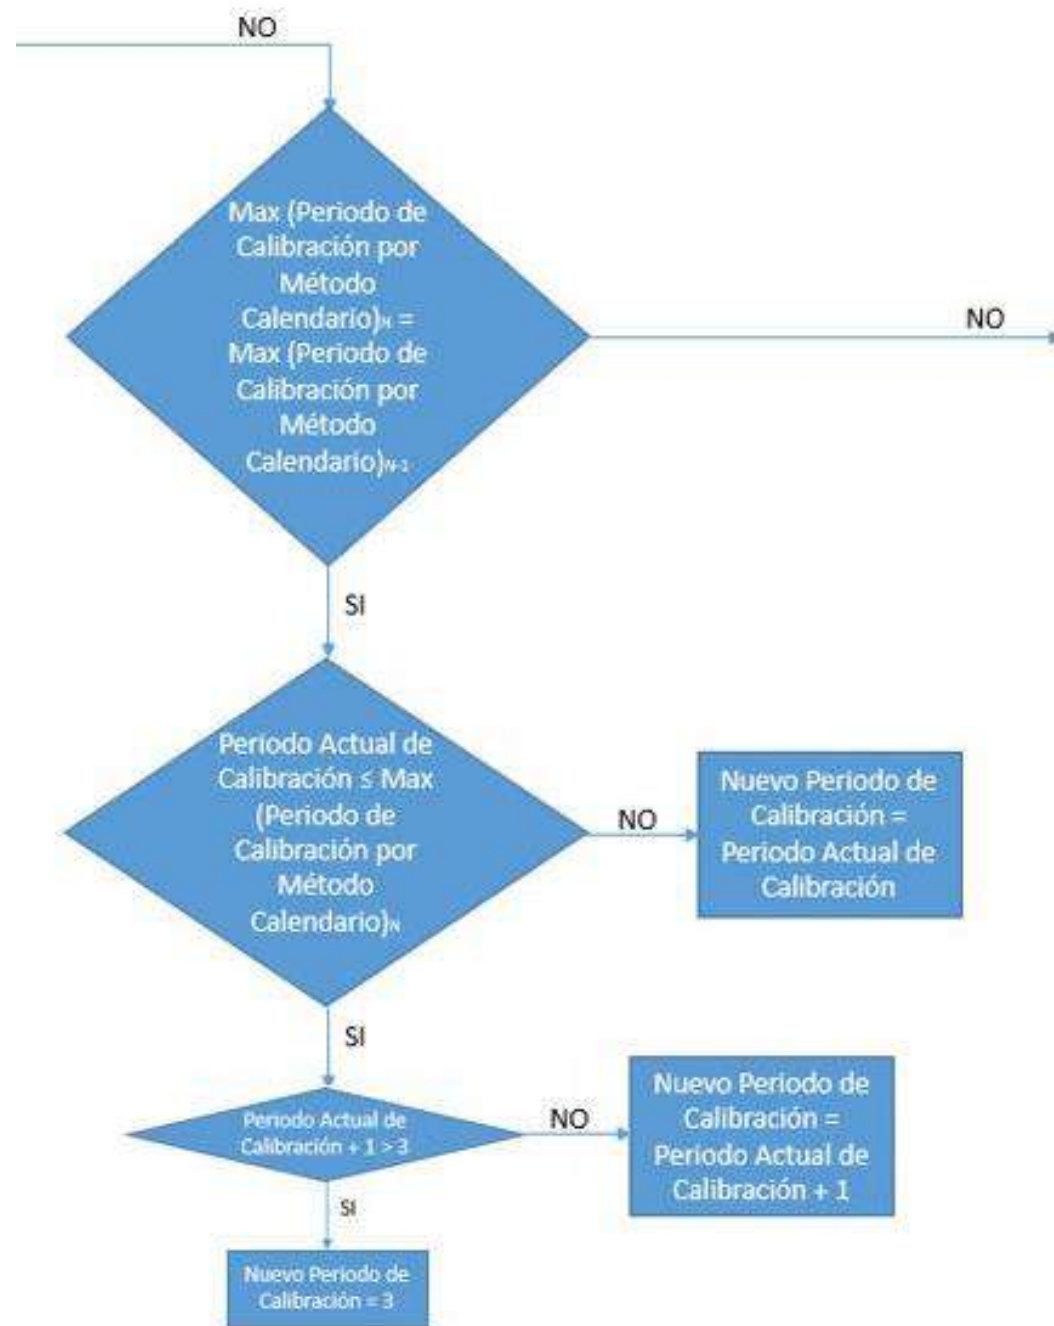 NO
Max (Periodo de
Calibración por
Método
Calendario)N =
Max (Periodo de
Calibración por
Método
Calendario)N-1
NO
SI
Periodo Actual de
Calibración ≤ Max
(Periodo de
Calibración por
Método
Calendario)N
NO
Nuevo Periodo de
Calibración =
Periodo Actual de
Calibración
SI
Periodo Actual de
Calibración + 1 > 3
NO
Nuevo Periodo de
Calibración =
Periodo Actual de
Calibración + 1
SI
Nuevo Periodo de
Calibración = 3